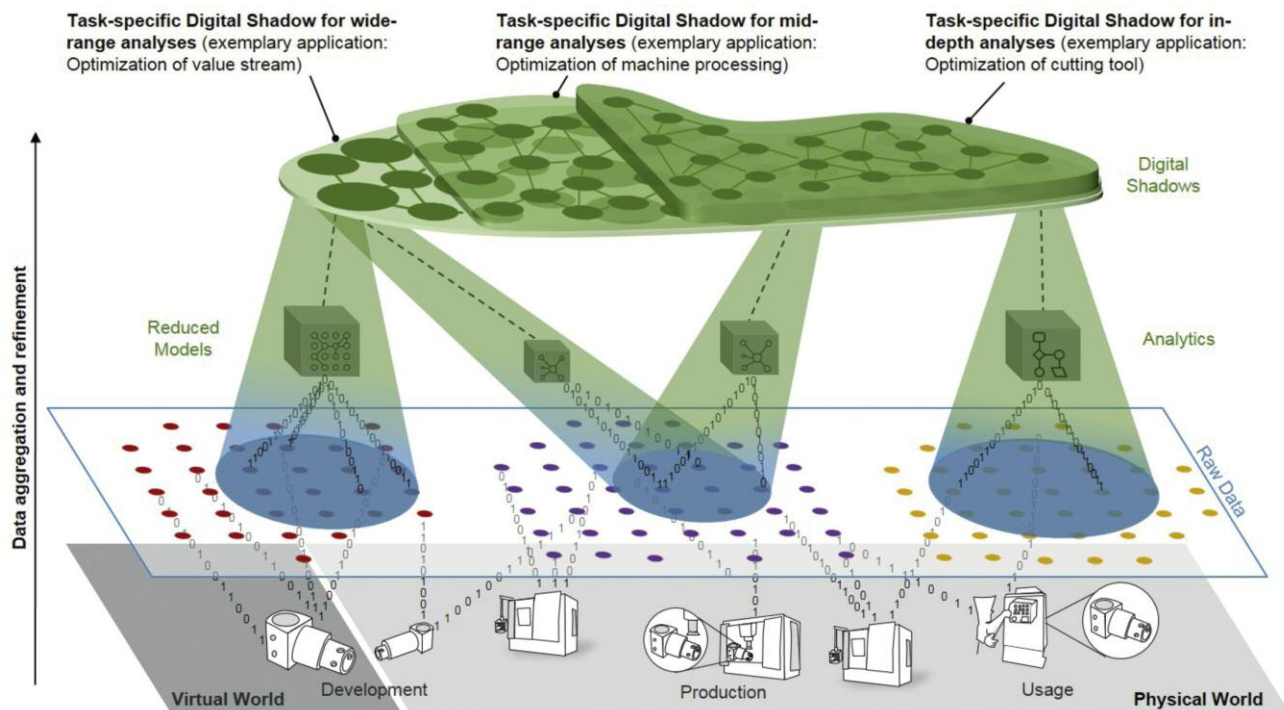 Task-specific Digital Shadow for wide-
range analyses (exemplary application:
Optimization of value stream)
Task-specific Digital Shadow for mid-
range analyses (exemplary application:
Optimization of machine processing)
Task-specific Digital Shadow for in-
depth analyses (exemplary application:
Optimization of cutting tool)
Digital
Shadows
Reduced
Models
Analytics
Data aggregation and refinement
Raw Data
Development
Production
Usage
Virtual World
Physical World